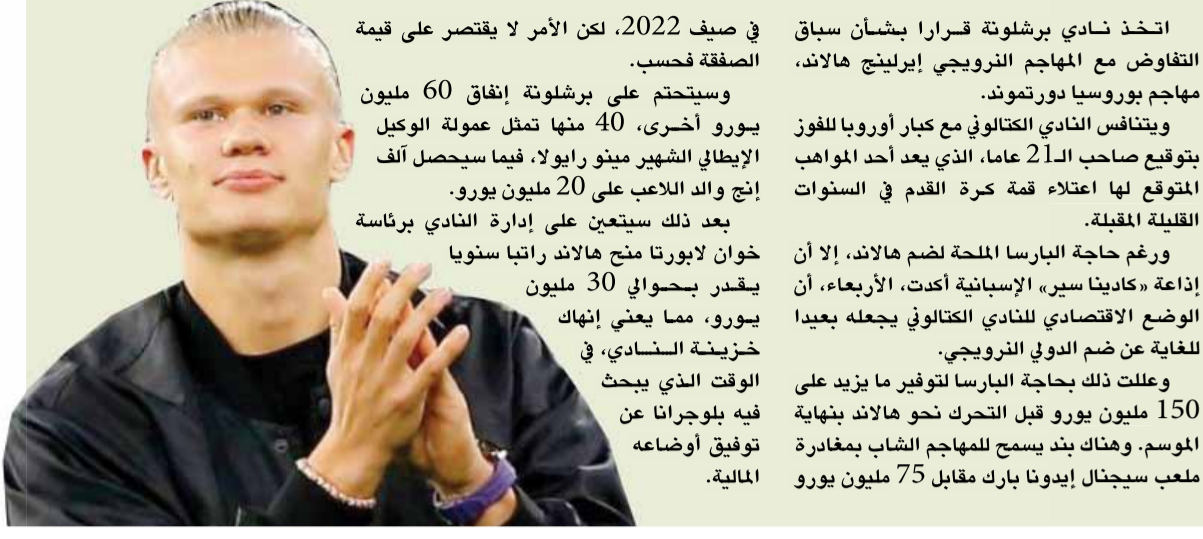 اتخذ نادي برشلونة قرارا بشأن سباق
التفاوض مع المهاجم النرويجي إيرلينج هالاند،
مهاجم بوروسيا دورتموند.
ويتنافس النادي الكتالوني مع كبار أوروبا للفوز
بتوقيع صاحب الـ21 عاما، الذي يعد أحد المواهب
المتوقع لها اعتلاء قمة كرة القدم في السنوات
القليلة المقبلة.
ورغم حاجة البارسا الملحة لضم هالاند، إلا أن
إذاعة «كادينا سير» الإسبانية أكدت، الأربعاء، أن
الوضع الاقتصادي للنادي الكتالوني يجعله بعيدا
للغاية عن ضم الدولي النرويجي.
وعللت ذلك بحاجة البارسا لتوفير ما يزيد على
150 مليون يورو قبل التحرك نحو هالاند بنهاية
الموسم. وهناك بند يسمح للمهاجم الشاب بمغادرة
ملعب سيجنال إيدونا بارك مقابل 75 مليون يورو
في صيف 2022، لكن الأمر لا يقتصر على قيمة
الصفقة فحسب.
وسيتحتم على برشلونة إنفاق 60 مليون
يورو أخرى، 40 منها تمثل عمولة الوكيل
الإيطالي الشهير مينو رايولا، فيما سيحصل آلف
إنج والد اللاعب على 20 مليون يورو.
بعد ذلك سيتعين على إدارة النادي برئاسة
خوان لابورتا منح هالاند راتبا سنويا
يقدر بحوالي 30 مليون
يورو، مما يعني إنهاك
خزينة النادي، في
الوقت الذي يبحث
فيه بلوجرانا عن
توفيق أوضاعه
المالية.